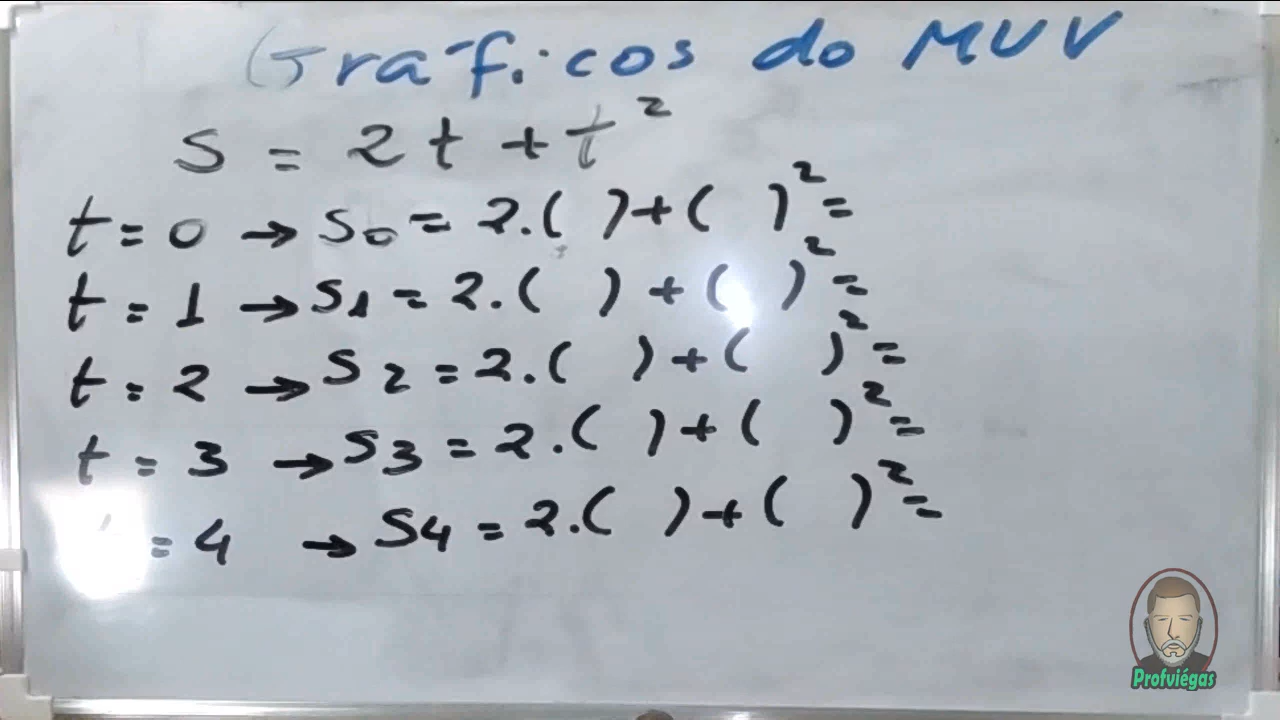 Gráficos do MUV
S = 2t + t²
t = 0 → S₀ = 2.( ) + ( )² =
t = 1 → S₁ = 2.( ) + ( )² =
t = 2 → S₂ = 2.( ) + ( )² =
t = 3 → S₃ = 2.( ) + ( )² =
= 4 → S₄ = 2.( ) + ( )² =
Profviégas